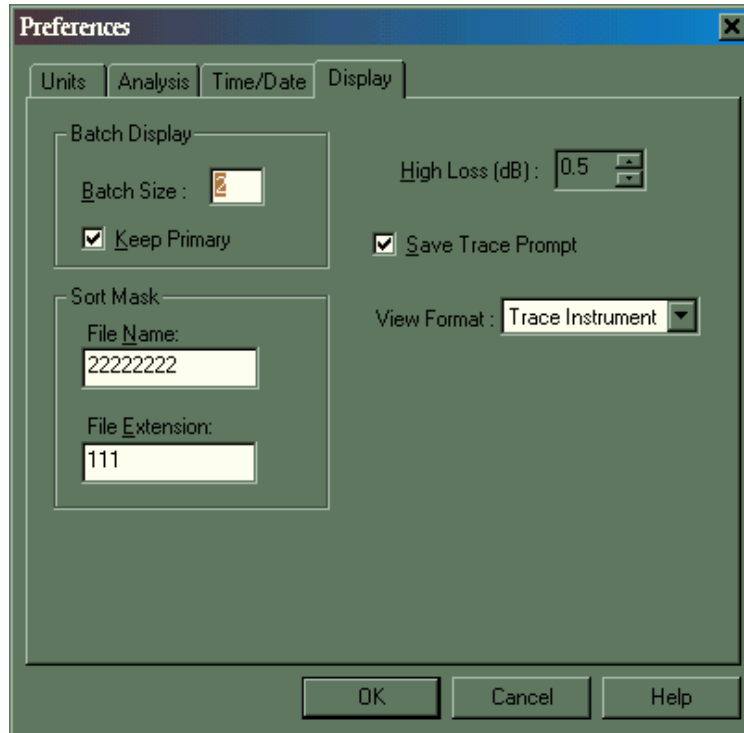 Preferences
Units Analysis Time/Date Display
Batch Display
Batch Size : 2
Keep Primary
Sort Mask
File Name:
22222222
File Extension:
111
High Loss (dB) : 0.5
Save Trace Prompt
View Format : Trace Instrument
OK Cancel Help